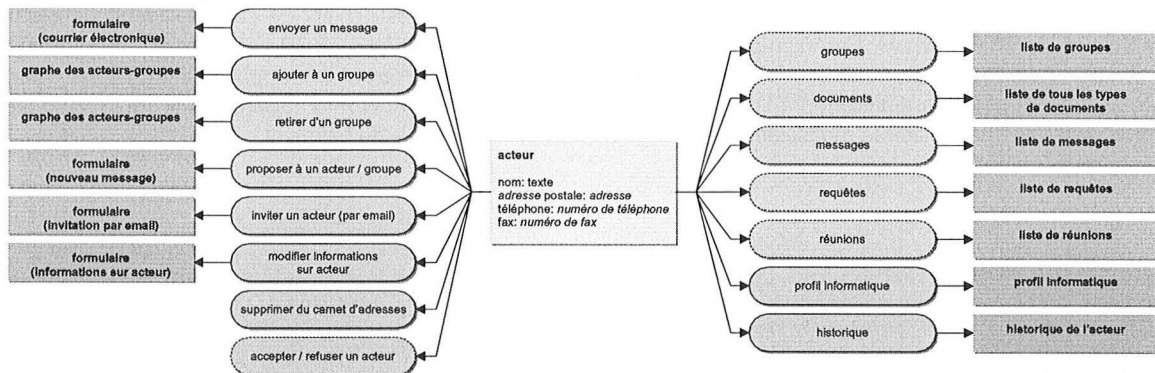 formulaire
(courrier électronique)
envoyer un message
graphe des acteurs-groupes
ajouter à un groupe
graphe des acteurs-groupes
retirer d'un groupe
formulaire
(nouveau message)
proposer à un acteur / groupe
formulaire
(invitation par email)
inviter un acteur (par email)
formulaire
(informations sur acteur)
modifier informations
sur acteur
supprimer du carnet d'adresses
accepter / refuser un acteur
acteur
nom: texte
adresse postale: adresse
téléphone: numéro de téléphone
fax: numéro de fax
groupes
liste de groupes
documents
liste de tous les types
de documents
messages
liste de messages
requêtes
liste de requêtes
réunions
liste de réunions
profil informatique
profil informatique
historique
historique de l'acteur